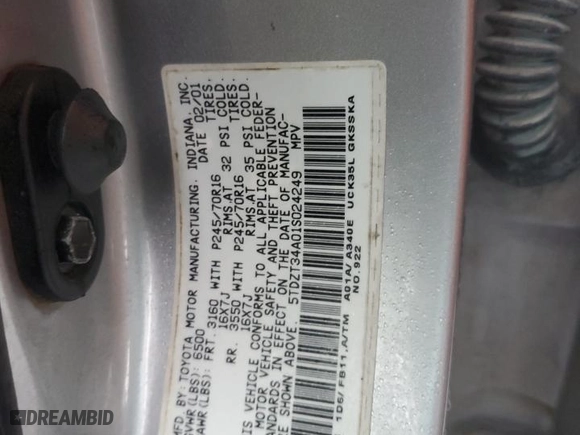 MFD.BY: TOYOTA MOTOR MANUFACTURING, INDIANA, INC.
GVWR (LBS): 6500 DATE 02/01
GAWR (LBS): FRT. 3160 WITH P245/70R16 TIRES,
16X7J RIMS,AT 32 PSI COLD.
RR. 3550 WITH P245/70R16 TIRES,
16X7J RIMS,AT 35 PSI COLD.
IS VEHICLE CONFORMS TO ALL APPLICABLE FEDER-
MOTOR VEHICLE SAFETY AND THEFT PREVENTION
STANDARDS IN EFFECT ON THE DATE OF MANUFAC-
RE SHOWN ABOVE. 5TDZT34A01S024249 MPV
1D6/ FB11,A/TM A01A/A340E UCK35L GKSSKA
NO.922
DREAMBID